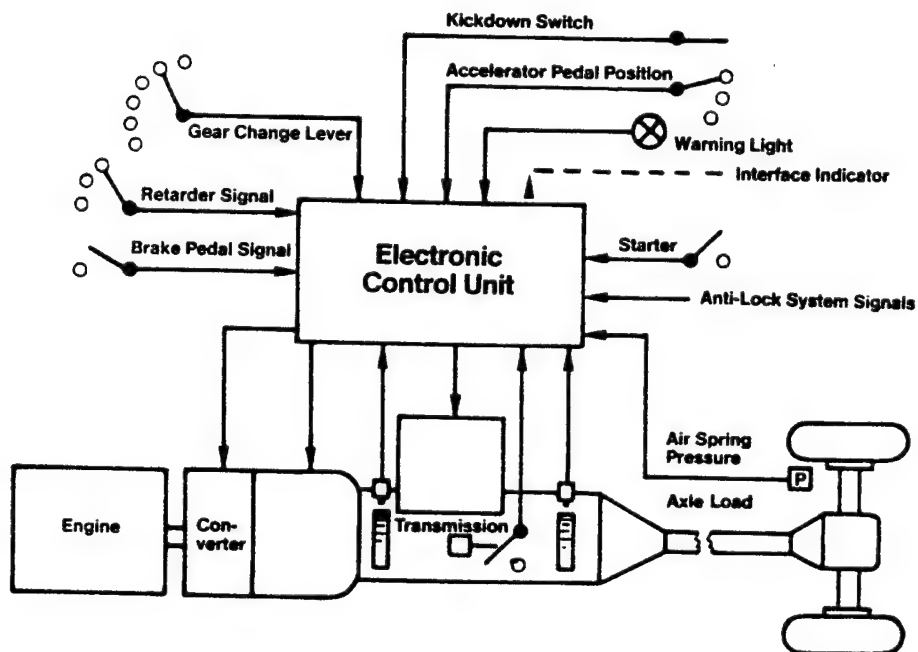 Kickdown Switch
Accelerator Pedal Position
Gear Change Lever
Warning Light
Interface Indicator
Retarder Signal
Brake Pedal Signal
Electronic
Control Unit
Starter
Anti-Lock System Signals
Air Spring
Pressure
P
Axle Load
Engine
Con-
verter
Transmission